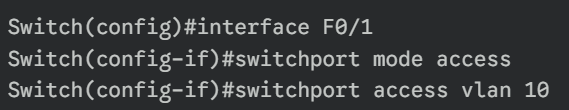 Switch(config)#interface F0/1
Switch(config-if)#switchport mode access
Switch(config-if)#switchport access vlan 10